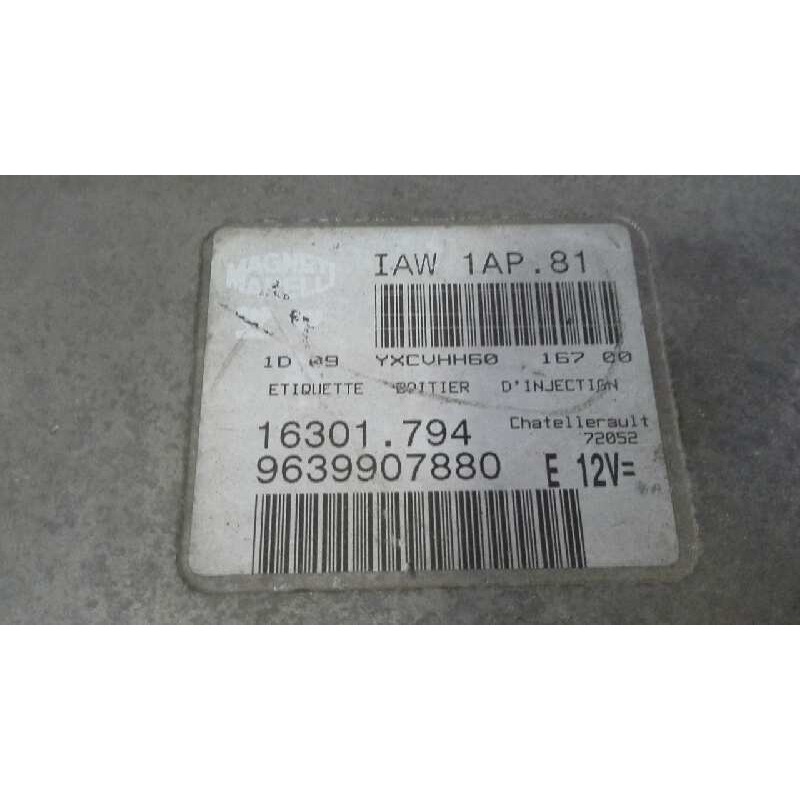 MAGNETI
MARELLI
IAW 1AP.81
1D 09 YXCVHH60 167 00
ETIQUETTE BOITIER D'INJECTION
16301.794
Chatellerault
72052
9639907880
E 12V=